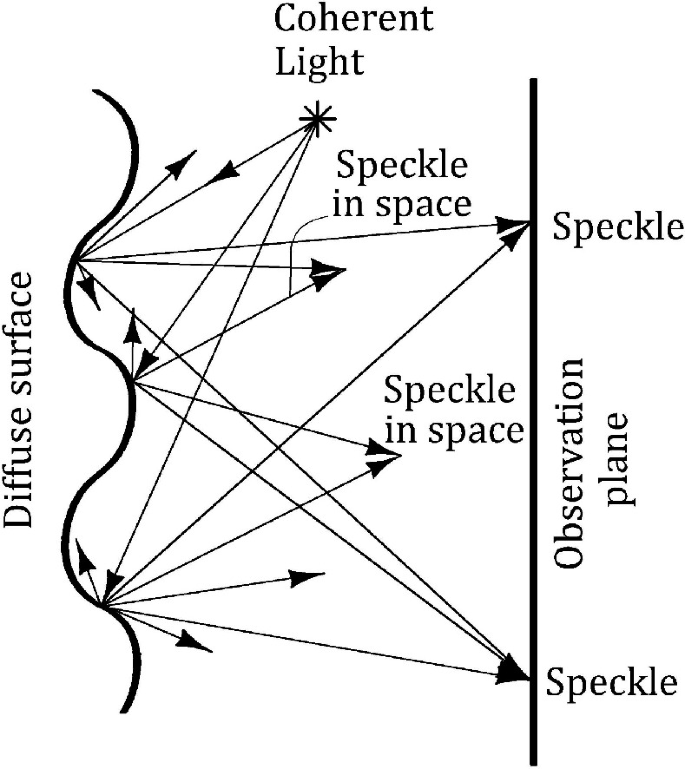 Coherent
Light
Speckle
in space
Speckle
Diffuse surface
Speckle
in space
Observation
plane
Speckle